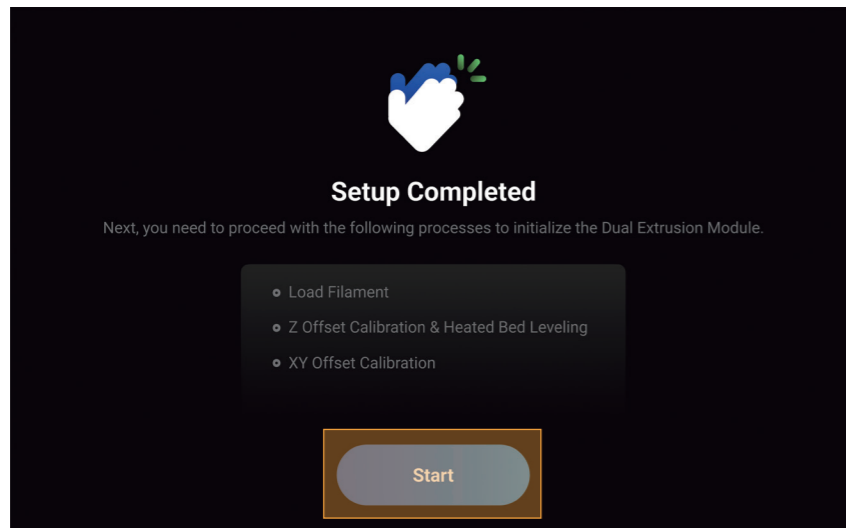 Setup Completed
Next, you need to proceed with the following processes to initialize the Dual Extrusion Module.
Load Filament
Z Offset Calibration & Heated Bed Leveling
XY Offset Calibration
Start